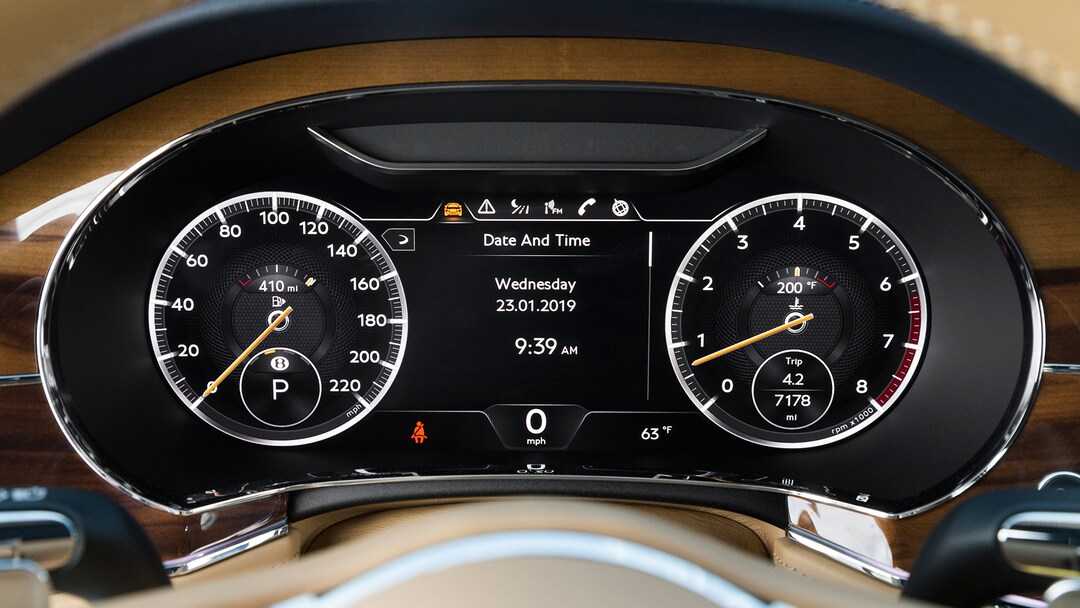 100
80
120
60
140
40
160
20
180
0
200
220
mph
410 mi
B
P
FM
Date And Time
Wednesday
23.01.2019
9:39 AM
0
mph
63 °F
4
3
5
2
6
1
7
0
8
rpm x1000
200 °F
Trip
4.2
7178
mi